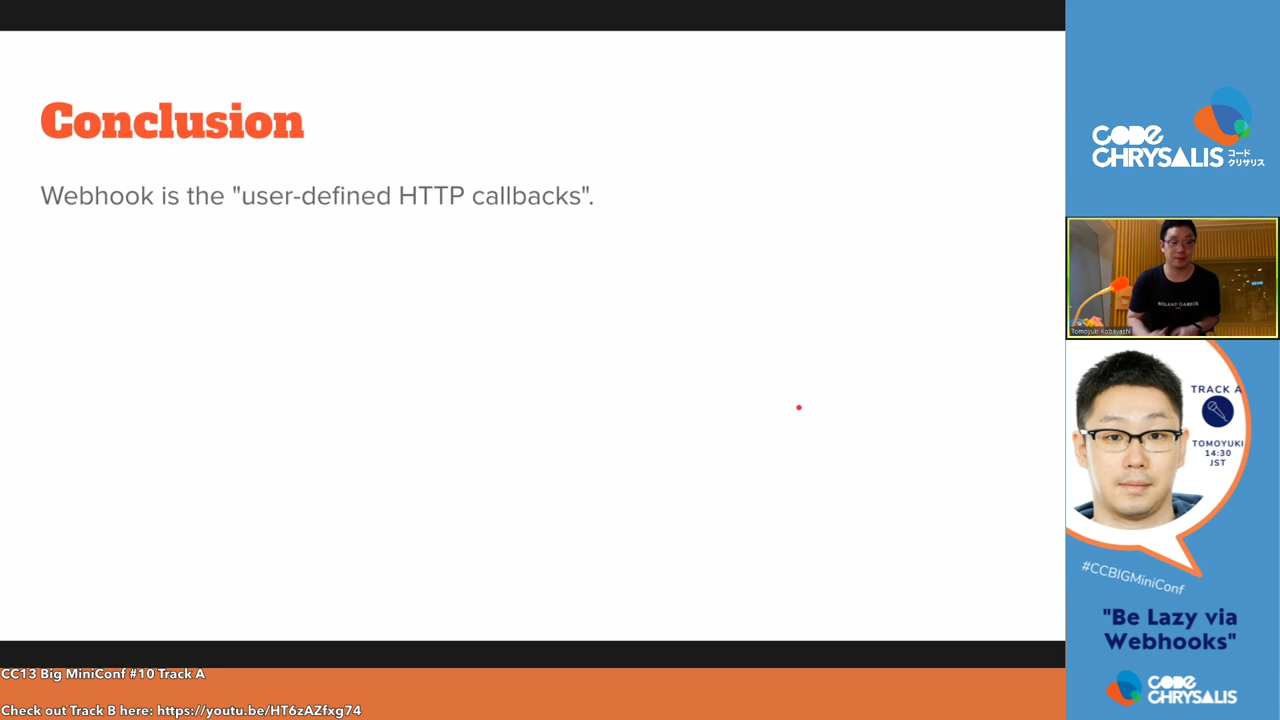 Conclusion
Webhook is the "user-defined HTTP callbacks".
CODE
CHRYSALIS
コード
クリサリス
Tomoyuki Kobayashi
TRACK A
TOMOYUKI
14:30
JST
#CCBIGMiniConf
"Be Lazy via
Webhooks"
CODE
CHRYSALIS
CC13 Big MiniConf #10 Track A
Check out Track B here: https://youtu.be/HT6zAZfxg74